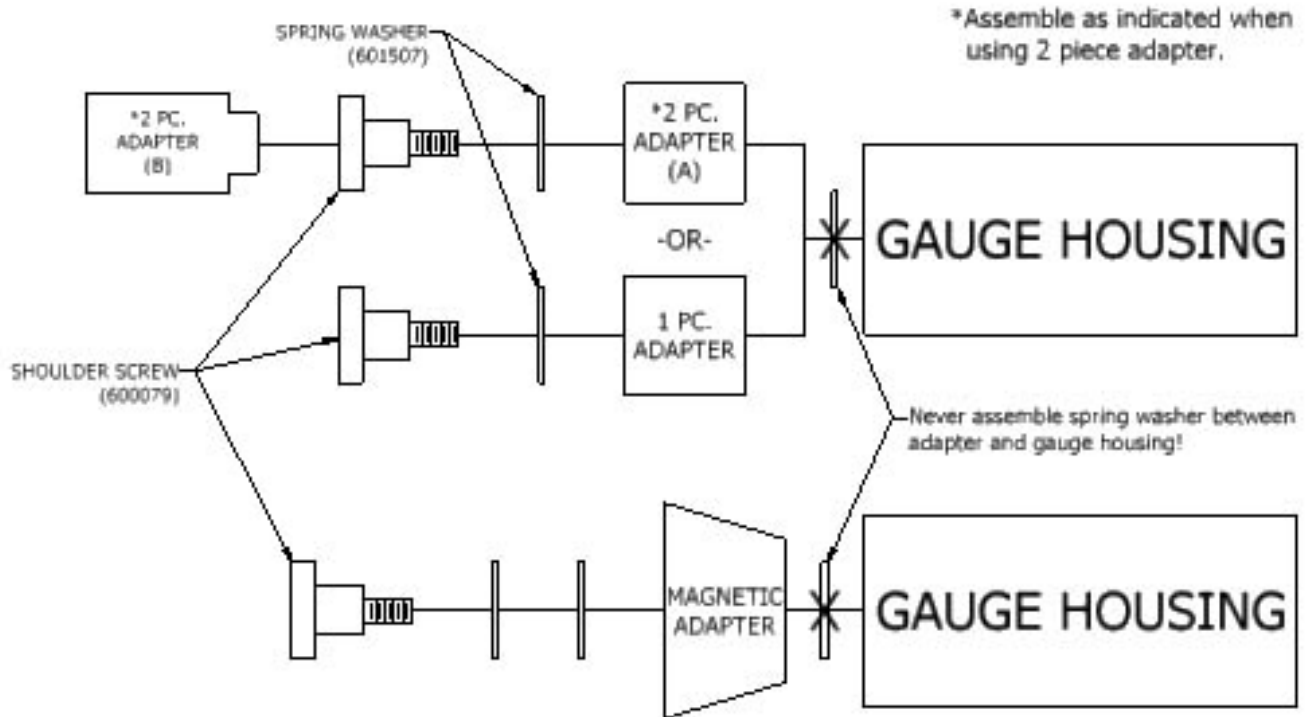 *Assemble as indicated when
using 2 piece adapter.
SPRING WASHER
(601507)
*2 PC.
ADAPTER
(B)
*2 PC.
ADAPTER
(A)
-OR-
1 PC.
ADAPTER
GAUGE HOUSING
SHOULDER SCREW
(600079)
Never assemble spring washer between
adapter and gauge housing!
MAGNETIC
ADAPTER
GAUGE HOUSING